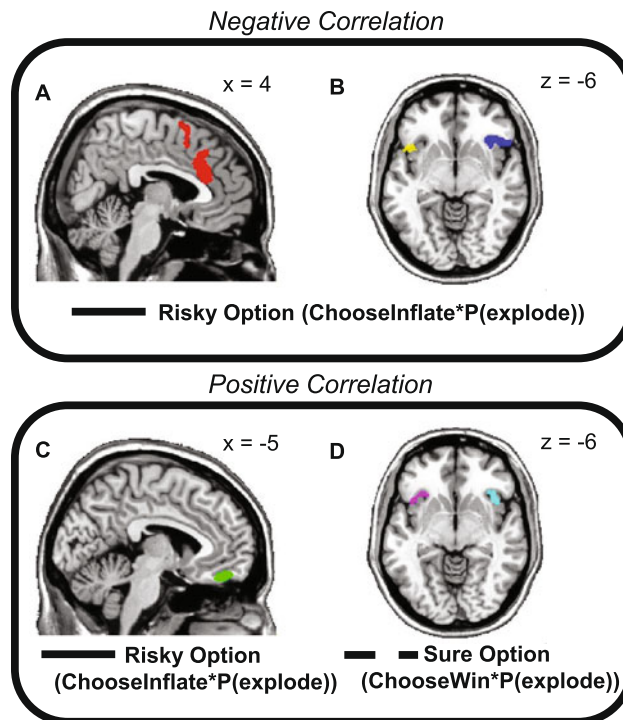 Negative Correlation
A
x = 4
B
z = -6
Risky Option (ChooseInflate*P(explode))
Positive Correlation
C
x = -5
D
z = -6
Risky Option
(ChooseInflate*P(explode))
Sure Option
(ChooseWin*P(explode))